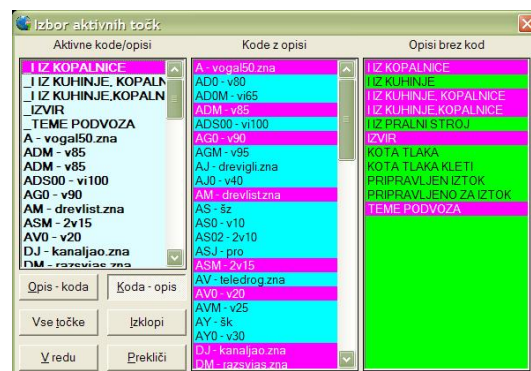 Izbor aktivnih točk
Aktivne kode/opisi
_I IZ KOPALNICE
_I IZ KUHINJE, KOPALN
_I IZ KUHINJE,KOPALN
_IZVIR
_TEME PODVOZA
A - vogal50.zna
ADM - v85
ADM - v85
ADS00 - vi100
AG0 - v90
AM - drevlist.zna
ASM - 2v15
AV0 - v20
DJ - kanaljao.zna
DM - razsvjas.zna
Kode z opisi
A - vogal50.zna
AD0 - v80
AD0M - vi65
ADM - v85
ADS00 - vi100
AG0 - v90
AGM - v95
AJ - drevigli.zna
AJ0 - v40
AM - drevlist.zna
AS - šz
AS0 - v10
AS02 - 2v10
ASJ - pro
ASM - 2v15
AV - teledrog.zna
AV0 - v20
AVM - v25
AY - šk
AY0 - v30
DJ - kanaljao.zna
DM - razsvjas.zna
Opisi brez kod
I IZ KOPALNICE
I IZ KUHINJE
I IZ KUHINJE, KOPALNICE
I IZ KUHINJE,KOPALNICE
I IZ PRALNI STROJ
IZVIR
KOTA TLAKA
KOTA TLAKA KLETI
PRIPRAVLJEN IZTOK
PRIPRAVLJENO ZA IZTOK
TEME PODVOZA
Opis - koda
Koda - opis
Vse točke
Izklopi
V redu
Prekliči